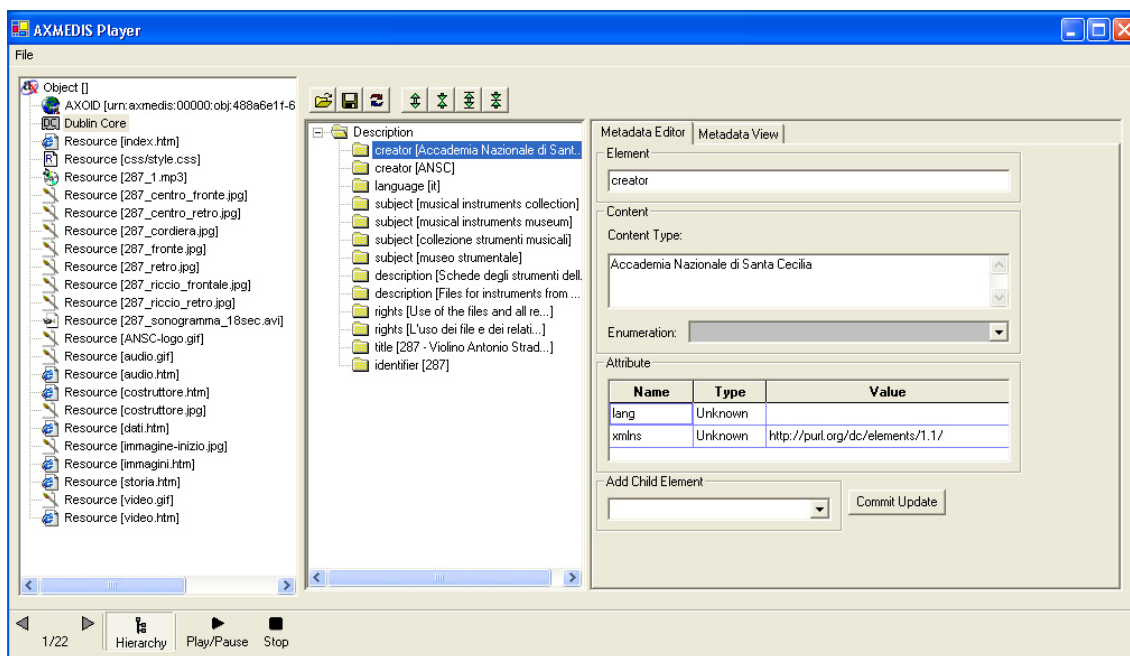 AXMEDIS Player
File
Object []
AXOID [urn:axmedis:00000:obj:488a6e1f-6
DC Dublin Core
Resource [index.htm]
Resource [css/style.css]
Resource [287_1.mp3]
Resource [287_centro_fronte.jpg]
Resource [287_centro_retro.jpg]
Resource [287_cordiera.jpg]
Resource [287_fronte.jpg]
Resource [287_retro.jpg]
Resource [287_riccio_frontale.jpg]
Resource [287_riccio_retro.jpg]
Resource [287_sonogramma_18sec.avi]
Resource [ANSC-logo.gif]
Resource [audio.gif]
Resource [audio.htm]
Resource [costruttore.htm]
Resource [costruttore.jpg]
Resource [dati.htm]
Resource [immagine-inizio.jpg]
Resource [immagini.htm]
Resource [storia.htm]
Resource [video.gif]
Resource [video.htm]
Description
creator [Accademia Nazionale di Sant...
creator [ANSC]
language [it]
subject [musical instruments collection]
subject [musical instruments museum]
subject [collezione strumenti musicali]
subject [museo strumentale]
description [Schede degli strumenti dell.
description [Files for instruments from ...
rights [Use of the files and all re...]
rights [L'uso dei file e dei relati...]
title [287 - Violino Antonio Strad...]
identifier [287]
Metadata Editor Metadata View
Element
creator
Content
Content Type:
Accademia Nazionale di Santa Cecilia
Enumeration:
Attribute
Name Type Value
lang Unknown
xmlns Unknown http://purl.org/dc/elements/1.1/
Add Child Element
Commit Update
1/22 Hierarchy Play/Pause Stop